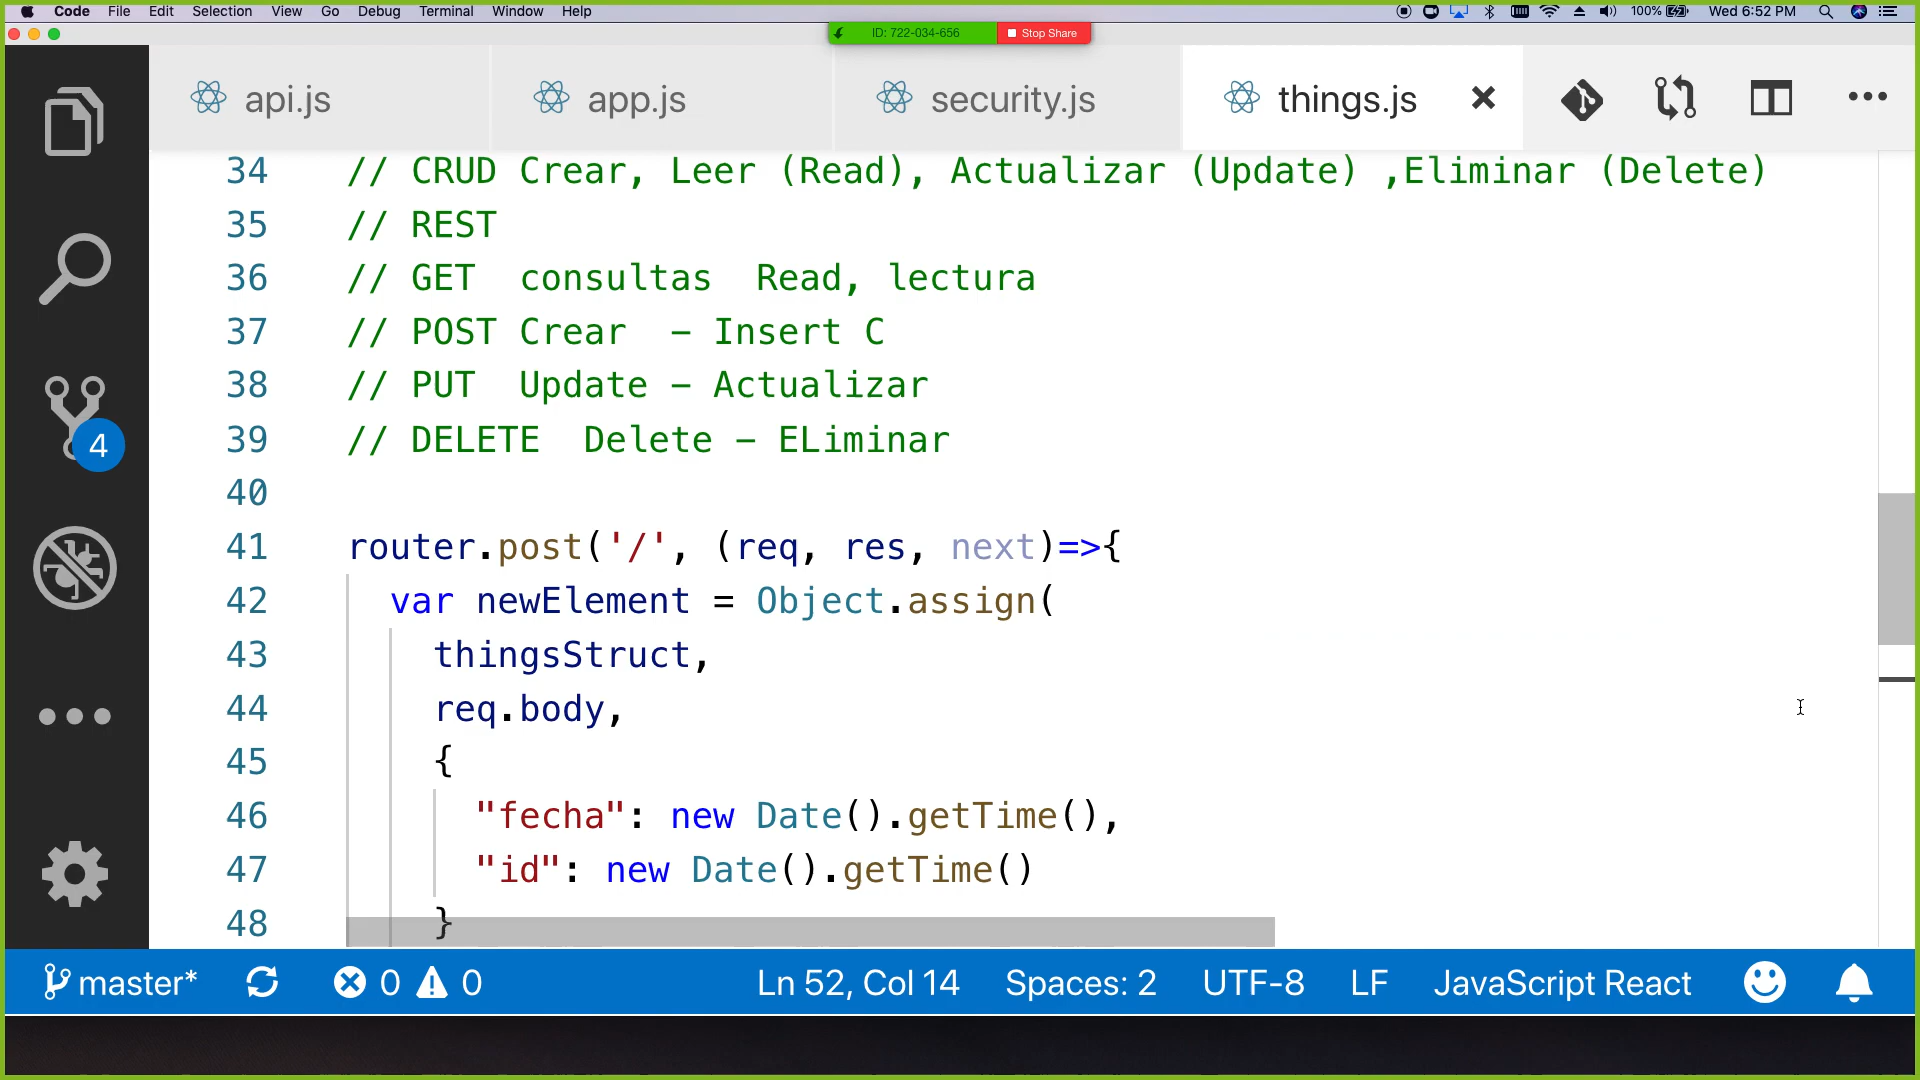 Code File Edit Selection View Go Debug Terminal Window Help 100% Wed 6:52 PM
ID: 722-034-656 Stop Share
api.js app.js security.js things.js
34 // CRUD Crear, Leer (Read), Actualizar (Update) ,Eliminar (Delete)
35 // REST
36 // GET  consultas  Read, lectura
37 // POST Crear  - Insert C
38 // PUT  Update - Actualizar
39 // DELETE  Delete - ELiminar
40
41 router.post('/', (req, res, next)=>{
42   var newElement = Object.assign(
43     thingsStruct,
44     req.body,
45     {
46       "fecha": new Date().getTime(),
47       "id": new Date().getTime()
48     }
4
master* 0 0 Ln 52, Col 14 Spaces: 2 UTF-8 LF JavaScript React